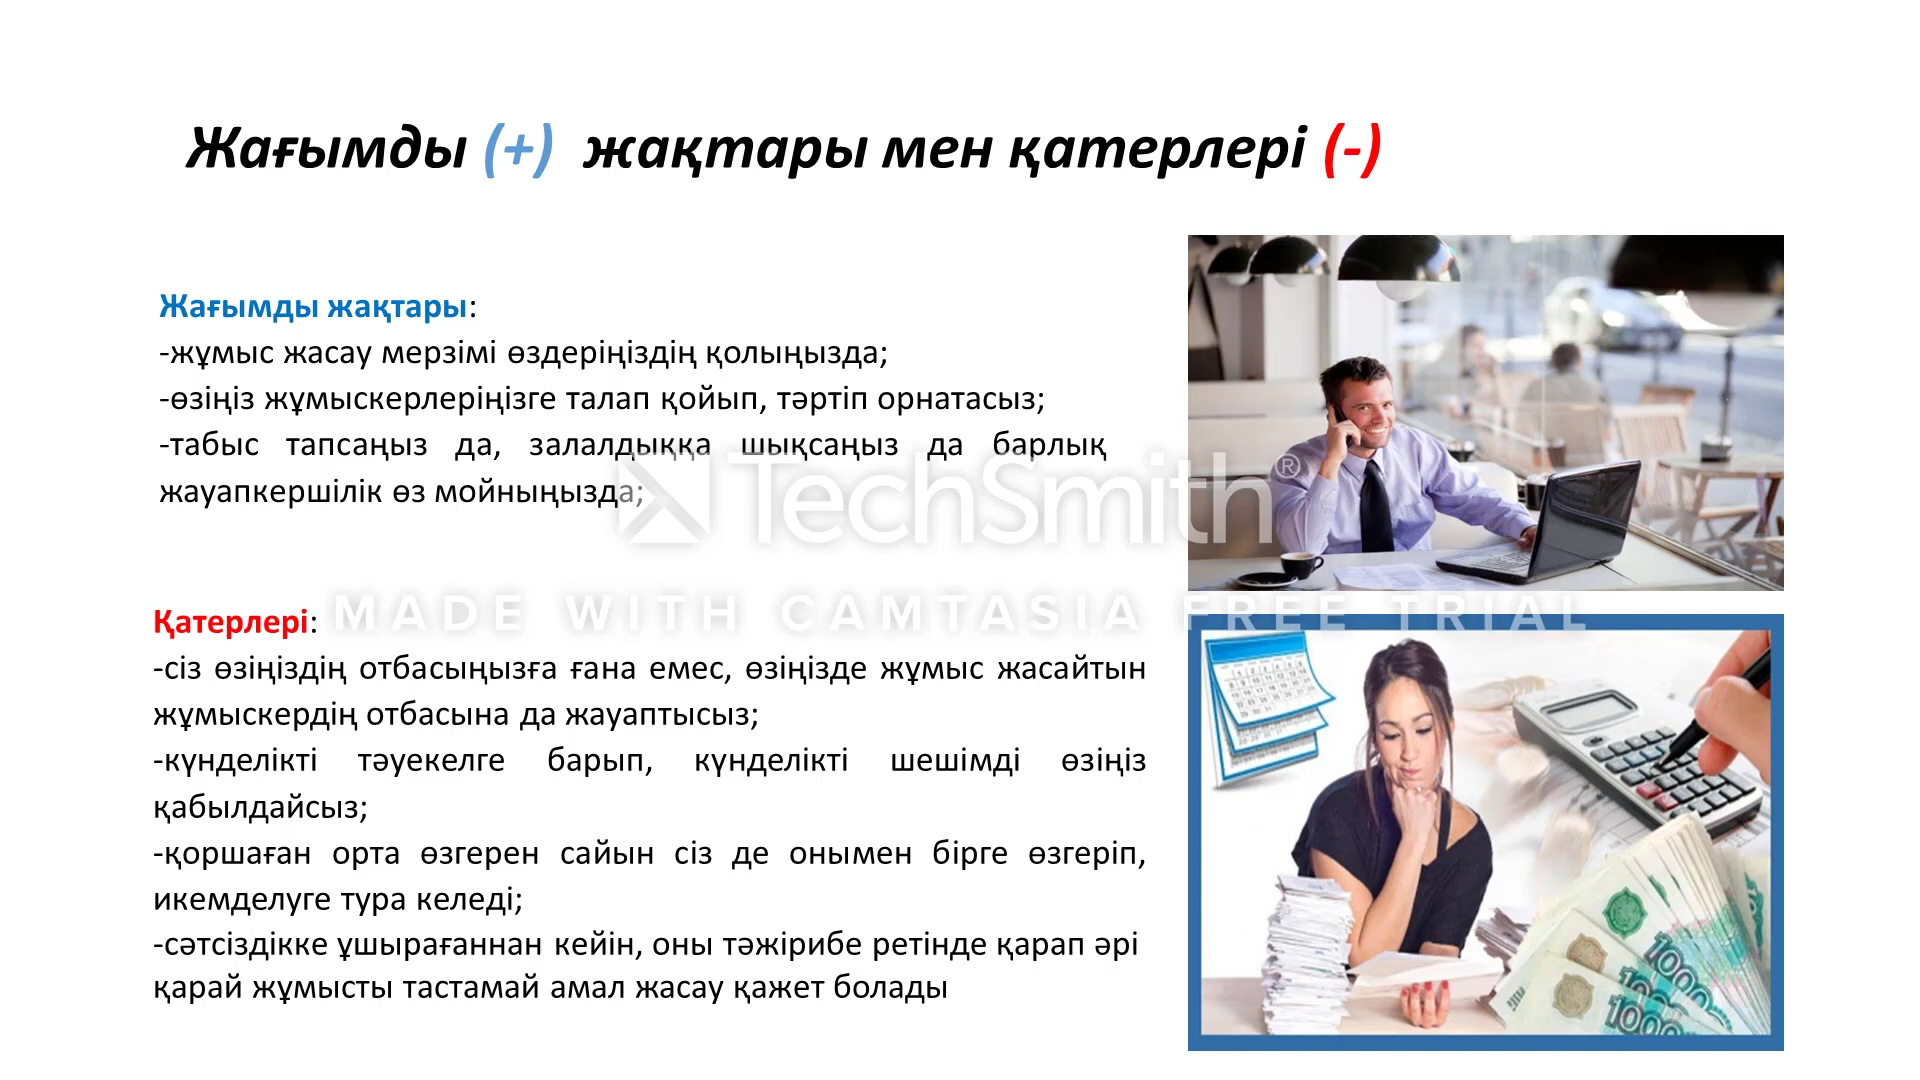 Жағымды (+) жақтары мен қатерлері (-)
Жағымды жақтары:
-жұмыс жасау мерзімі өздеріңіздің қолыңызда;
-өзіңіз жұмыскерлеріңізге талап қойып, тәртіп орнатасыз;
-табыс тапсаңыз да, залалдыққа шықсаңыз да барлық
жауапкершілік өз мойныңызда;
TechSmith®
MADE WITH CAMTASIA FREE TRIAL
Қатерлері:
-сіз өзіңіздің отбасыңызға ғана емес, өзіңізде жұмыс жасайтын
жұмыскердің отбасына да жауаптысыз;
-күнделікті тәуекелге барып, күнделікті шешімді өзіңіз
қабылдайсыз;
-қоршаған орта өзгерен сайын сіз де онымен бірге өзгеріп,
икемделуге тура келеді;
-сәтсіздікке ұшырағаннан кейін, оны тәжірибе ретінде қарап әрі
қарай жұмысты тастамай амал жасау қажет болады